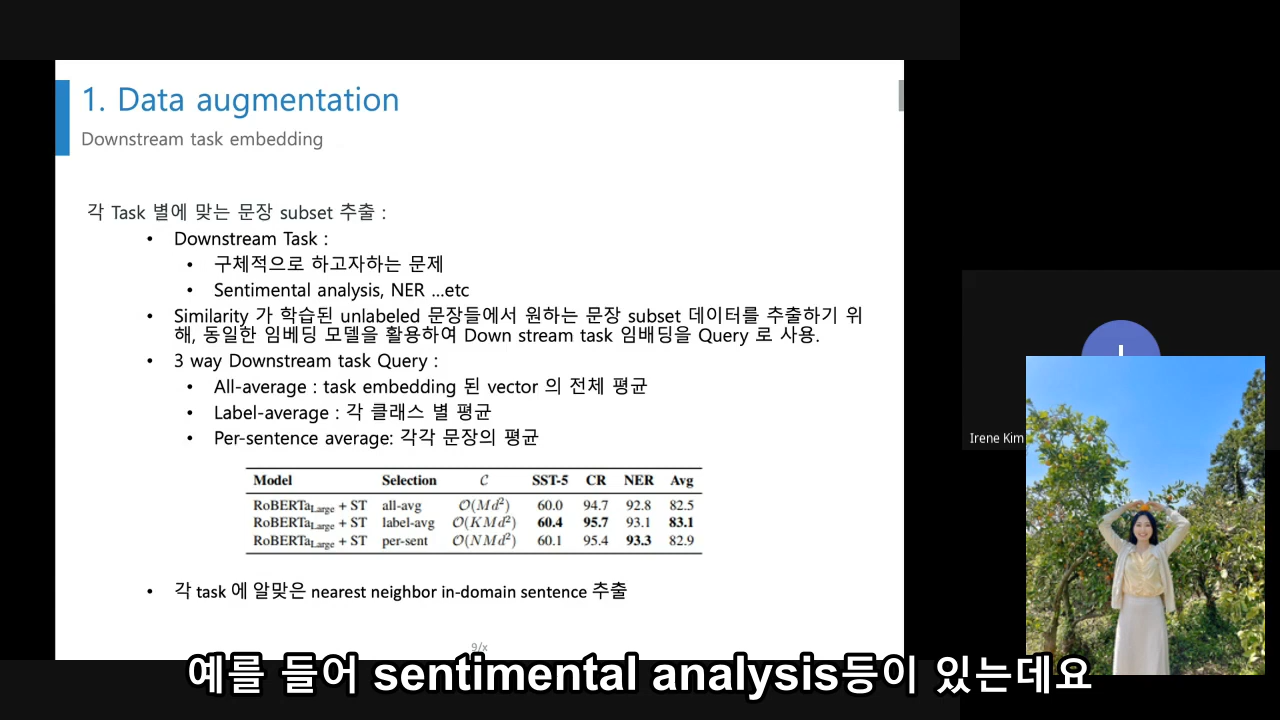 1. Data augmentation
Downstream task embedding
각 Task 별에 맞는 문장 subset 추출 :
• Downstream Task :
• 구체적으로 하고자하는 문제
• Sentimental analysis, NER ...etc
• Similarity 가 학습된 unlabeled 문장들에서 원하는 문장 subset 데이터를 추출하기 위
해, 동일한 임베딩 모델을 활용하여 Down stream task 임배딩을 Query 로 사용.
• 3 way Downstream task Query :
• All-average : task embedding 된 vector 의 전체 평균
• Label-average : 각 클래스 별 평균
• Per-sentence average: 각각 문장의 평균
Model Selection C SST-5 CR NER Avg
RoBERTaLarge + ST all-avg O(Md²) 60.0 94.7 92.8 82.5
RoBERTaLarge + ST label-avg O(KMd²) 60.4 95.7 93.1 83.1
RoBERTaLarge + ST per-sent O(NMd²) 60.1 95.4 93.3 82.9
• 각 task 에 알맞은 nearest neighbor in-domain sentence 추출
9/x
Irene Kim
예를 들어 sentimental analysis등이 있는데요